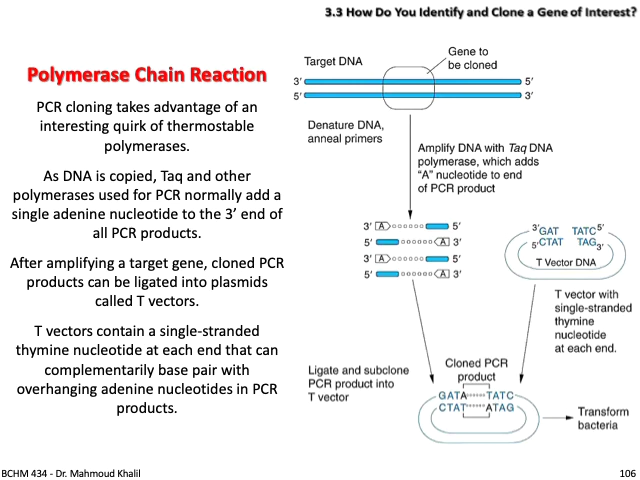 3.3 How Do You Identify and Clone a Gene of Interest?
Polymerase Chain Reaction
PCR cloning takes advantage of an
interesting quirk of thermostable
polymerases.
As DNA is copied, Taq and other
polymerases used for PCR normally add a
single adenine nucleotide to the 3’ end of
all PCR products.
After amplifying a target gene, cloned PCR
products can be ligated into plasmids
called T vectors.
T vectors contain a single-stranded
thymine nucleotide at each end that can
complementarily base pair with
overhanging adenine nucleotides in PCR
products.
Target DNA
Gene to
be cloned
3′ 5′
5′ 3′
Denature DNA,
anneal primers
Amplify DNA with Taq DNA
polymerase, which adds
“A” nucleotide to end
of PCR product
3′ A 5′
5′ A 3′
3′ A 5′
5′ A 3′
3′GAT TATC5′
5′CTAT TAG3′
T Vector DNA
T vector with
single-stranded
thymine
nucleotide
at each end.
Ligate and subclone
PCR product into
T vector
Cloned PCR
product
GATA TATC
CTAT ATAG
Transform
bacteria
BCHM 434 - Dr. Mahmoud Khalil
106